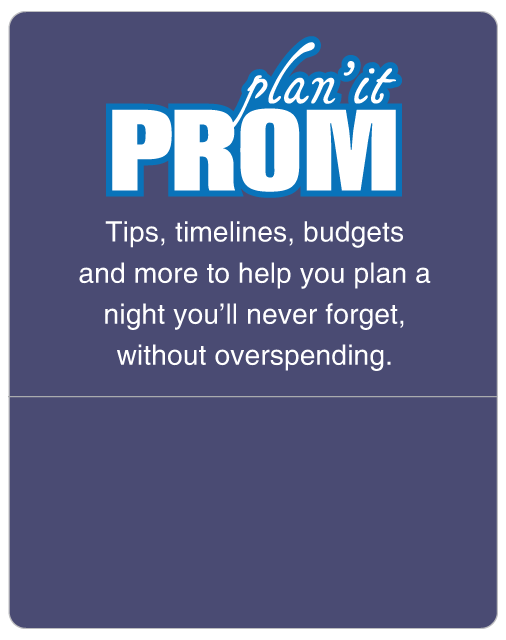 plan'it
PROM
Tips, timelines, budgets
and more to help you plan a
night you’ll never forget,
without overspending.